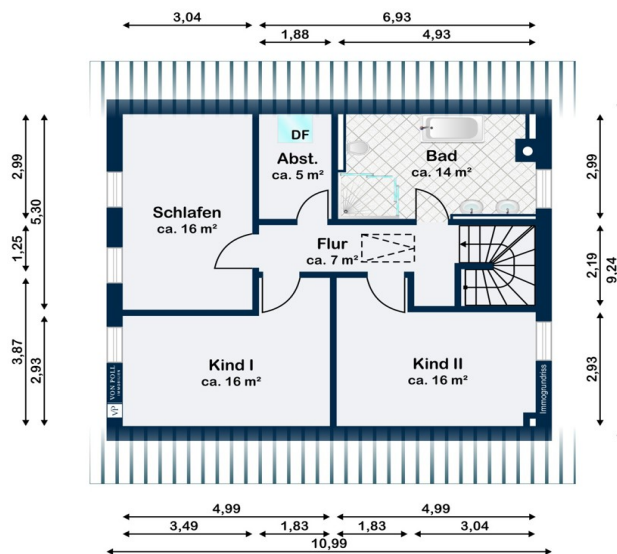 3,04
6,93
1,88
4,93
2,99
5,30
1,25
3,87
2,93
DF
Abst.
ca. 5 m²
Bad
ca. 14 m²
Schlafen
ca. 16 m²
Flur
ca. 7 m²
Kind I
ca. 16 m²
Kind II
ca. 16 m²
2,99
2,19
9,24
2,93
VP VON POLL
IMMOBILIEN
Immogrundriss
4,99
4,99
3,49
1,83
1,83
3,04
10,99